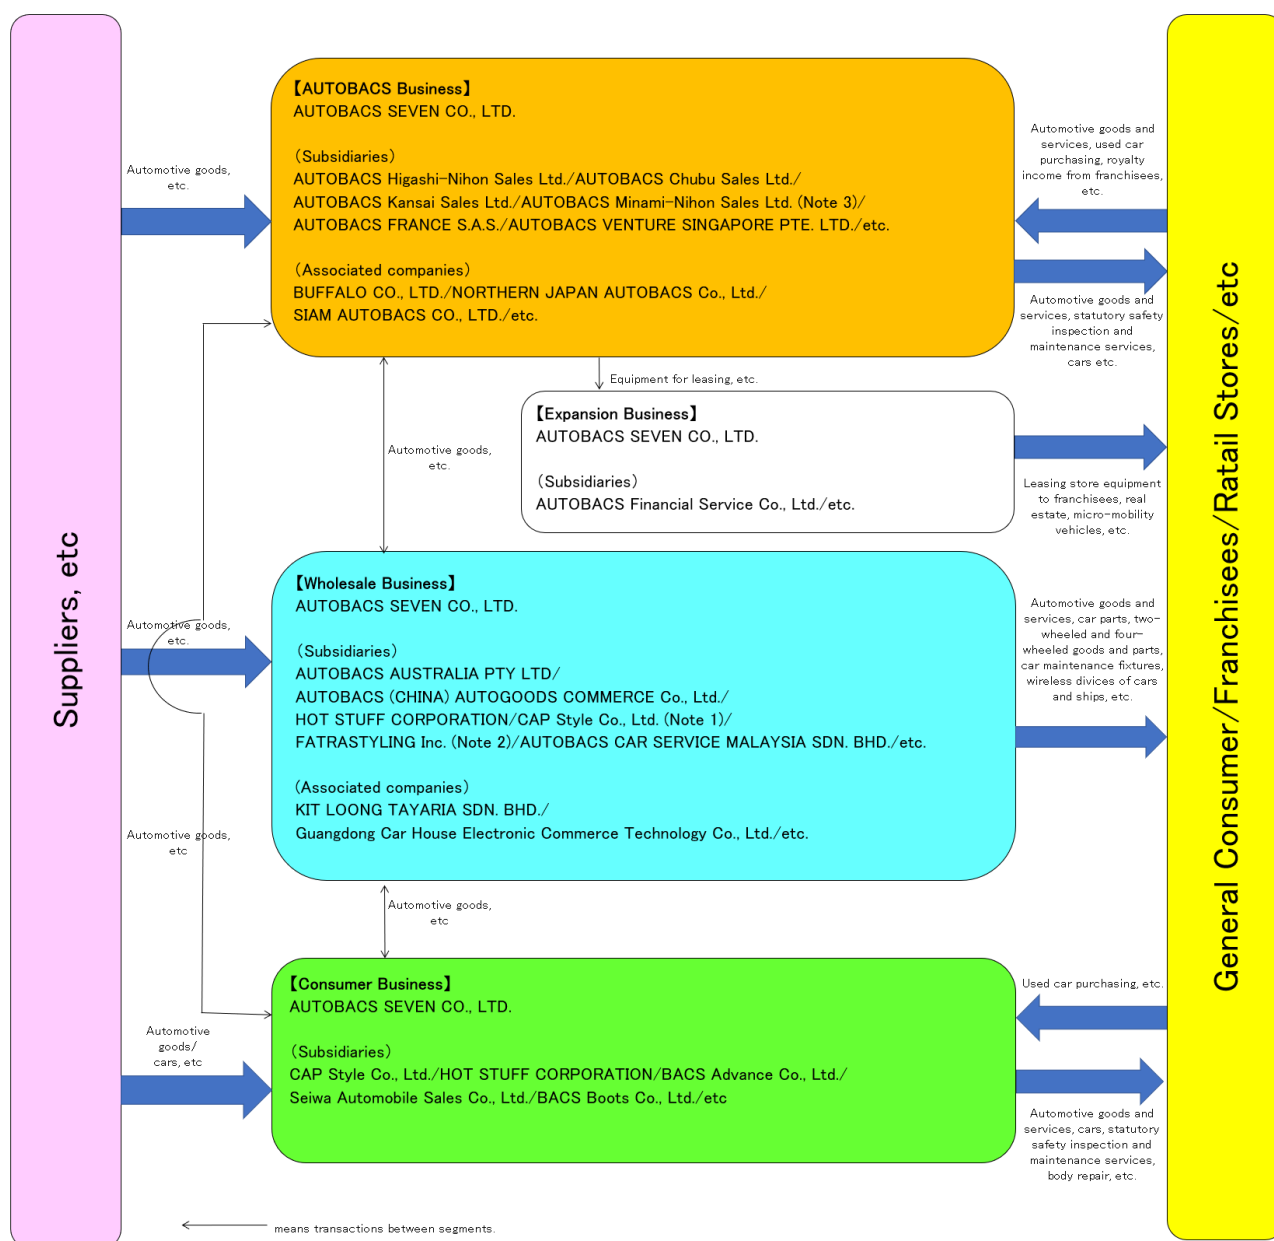 Suppliers, etc
Automotive goods,
etc.
【AUTOBACS Business】
AUTOBACS SEVEN CO., LTD.
（Subsidiaries）
AUTOBACS Higashi-Nihon Sales Ltd./AUTOBACS Chubu Sales Ltd./
AUTOBACS Kansai Sales Ltd./AUTOBACS Minami-Nihon Sales Ltd. (Note 3)/
AUTOBACS FRANCE S.A.S./AUTOBACS VENTURE SINGAPORE PTE. LTD./etc.
（Associated companies）
BUFFALO CO., LTD./NORTHERN JAPAN AUTOBACS Co., Ltd./
SIAM AUTOBACS CO., LTD./etc.
Automotive goods and
services, used car
purchasing, royalty
income from franchisees,
etc.
Automotive goods and
services, statutory safety
inspection and
maintenance services,
cars etc.
Equipment for leasing, etc.
Automotive goods,
etc.
【Expansion Business】
AUTOBACS SEVEN CO., LTD.
（Subsidiaries）
AUTOBACS Financial Service Co., Ltd./etc.
Leasing store equipment
to franchisees, real
estate, micro-mobility
vehicles, etc.
Automotive goods,
etc.
【Wholesale Business】
AUTOBACS SEVEN CO., LTD.
（Subsidiaries）
AUTOBACS AUSTRALIA PTY LTD/
AUTOBACS (CHINA) AUTOGOODS COMMERCE Co., Ltd./
HOT STUFF CORPORATION/CAP Style Co., Ltd. (Note 1)/
FATRASTYLING Inc. (Note 2)/AUTOBACS CAR SERVICE MALAYSIA SDN. BHD./etc.
（Associated companies）
KIT LOONG TAYARIA SDN. BHD./
Guangdong Car House Electronic Commerce Technology Co., Ltd./etc.
Automotive goods and
services, car parts, two-
wheeled and four-
wheeled goods and parts,
car maintenance fixtures,
wireless divices of cars
and ships, etc.
Automotive goods,
etc
Automotive goods,
etc
【Consumer Business】
AUTOBACS SEVEN CO., LTD.
（Subsidiaries）
CAP Style Co., Ltd./HOT STUFF CORPORATION/BACS Advance Co., Ltd./
Seiwa Automobile Sales Co., Ltd./BACS Boots Co., Ltd./etc
Automotive
goods/
cars, etc
Used car purchasing, etc.
Automotive goods and
services, cars, statutory
safety inspection and
maintenance services,
body repair, etc.
means transactions between segments.
General Consumer/Franchisees/Ratail Stores/etc